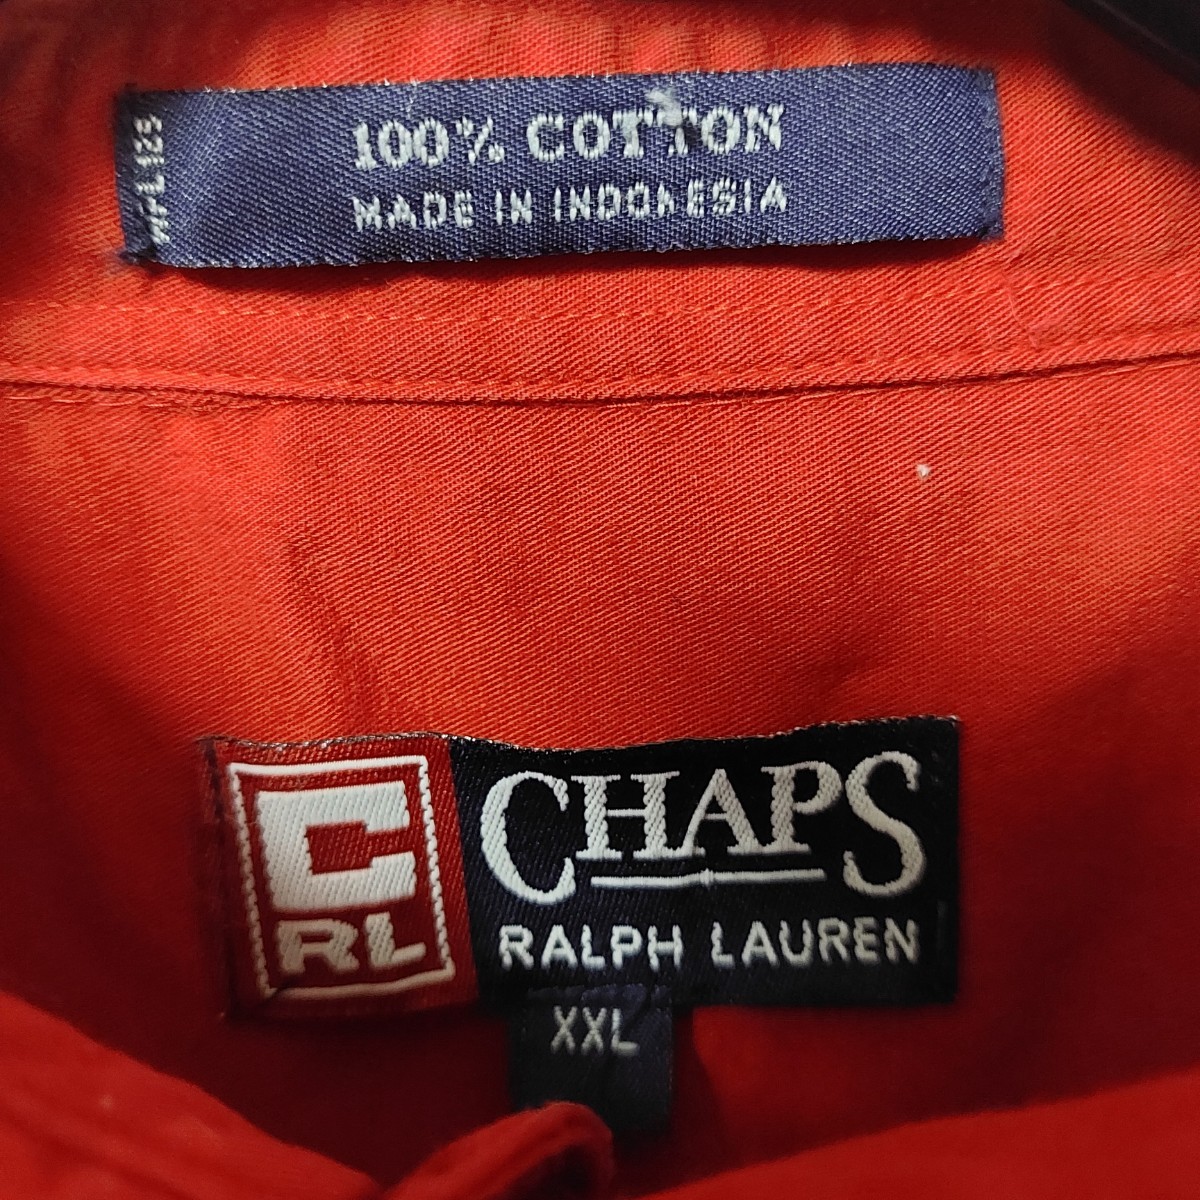 100% COTTON
MADE IN INDONESIA
C
RL
CHAPS
RALPH LAUREN
XXL